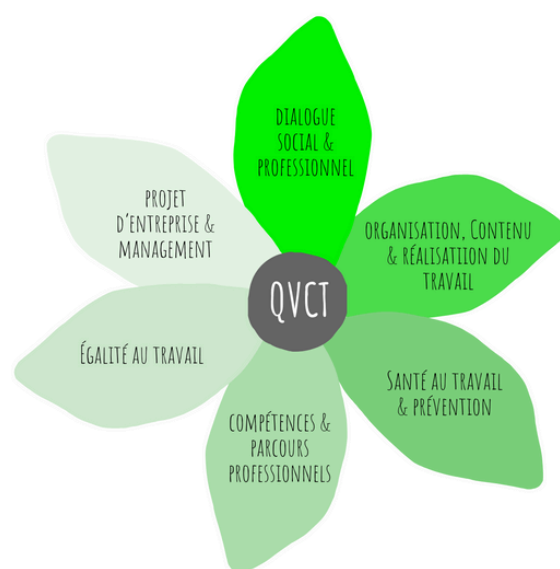 DIALOGUE
SOCIAL &
PROFESSIONNEL
ORGANISATION, CONTENU
& RÉALISATIION DU
TRAVAIL
SANTÉ AU TRAVAIL
& PRÉVENTION
COMPÉTENCES &
PARCOURS
PROFESSIONNELS
ÉGALITÉ AU TRAVAIL
PROJET
D'ENTREPRISE &
MANAGEMENT
QVCT